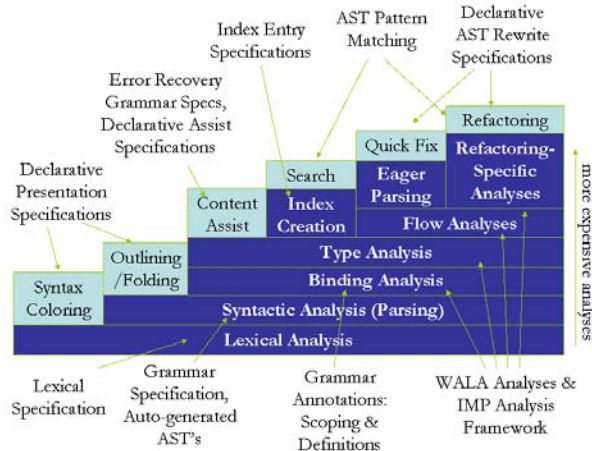 Index Entry
Specifications
AST Pattern
Matching
Declarative
AST Rewrite
Specifications
Error Recovery
Grammar Specs,
Declarative Assist
Specifications
Declarative
Presentation
Specifications
Refactoring
Quick Fix
Refactoring-
Specific
Analyses
Search
Eager
Parsing
Content
Assist
Index
Creation
Flow Analyses
Outlining
/Folding
Type Analysis
Binding Analysis
Syntax
Coloring
Syntactic Analysis (Parsing)
Lexical Analysis
more expensive analyses
Lexical
Specification
Grammar
Specification,
Auto-generated
AST's
Grammar
Annotations:
Scoping &
Definitions
WALA Analyses &
IMP Analysis
Framework